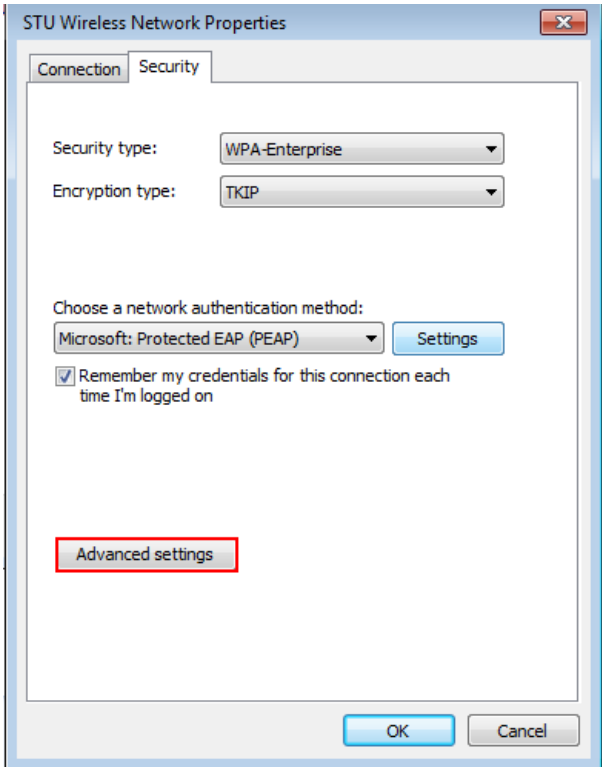 STU Wireless Network Properties
Connection Security
Security type: WPA-Enterprise
Encryption type: TKIP
Choose a network authentication method:
Microsoft: Protected EAP (PEAP) Settings
Remember my credentials for this connection each
time I'm logged on
Advanced settings
OK Cancel